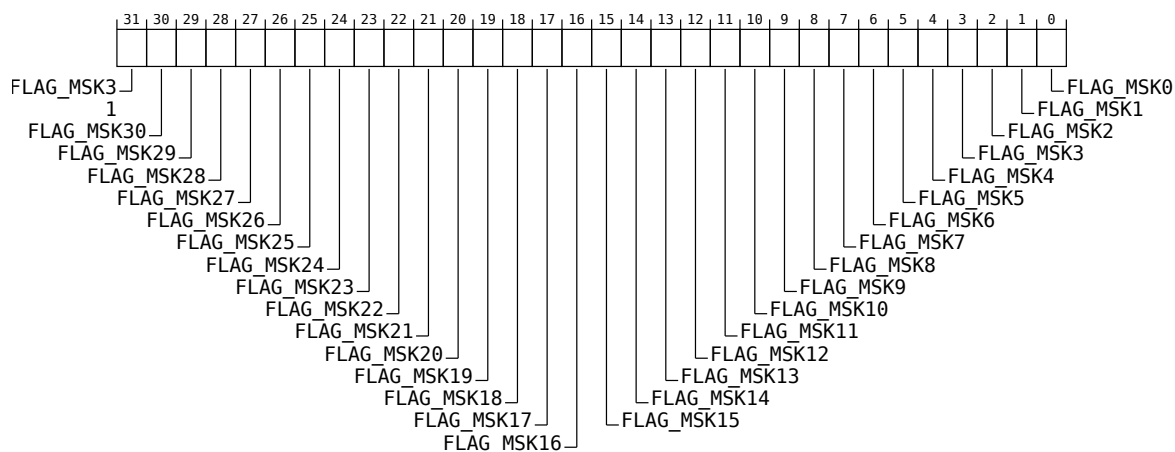 31 30 29 28 27 26 25 24 23 22 21 20 19 18 17 16 15 14 13 12 11 10 9 8 7 6 5 4 3 2 1 0
FLAG_MSK3 FLAG_MSK0
1 FLAG_MSK1
FLAG_MSK30 FLAG_MSK2
FLAG_MSK29 FLAG_MSK3
FLAG_MSK28 FLAG_MSK4
FLAG_MSK27 FLAG_MSK5
FLAG_MSK26 FLAG_MSK6
FLAG_MSK25 FLAG_MSK7
FLAG_MSK24 FLAG_MSK8
FLAG_MSK23 FLAG_MSK9
FLAG_MSK22 FLAG_MSK10
FLAG_MSK21 FLAG_MSK11
FLAG_MSK20 FLAG_MSK12
FLAG_MSK19 FLAG_MSK13
FLAG_MSK18 FLAG_MSK14
FLAG_MSK17 FLAG_MSK15
FLAG_MSK16